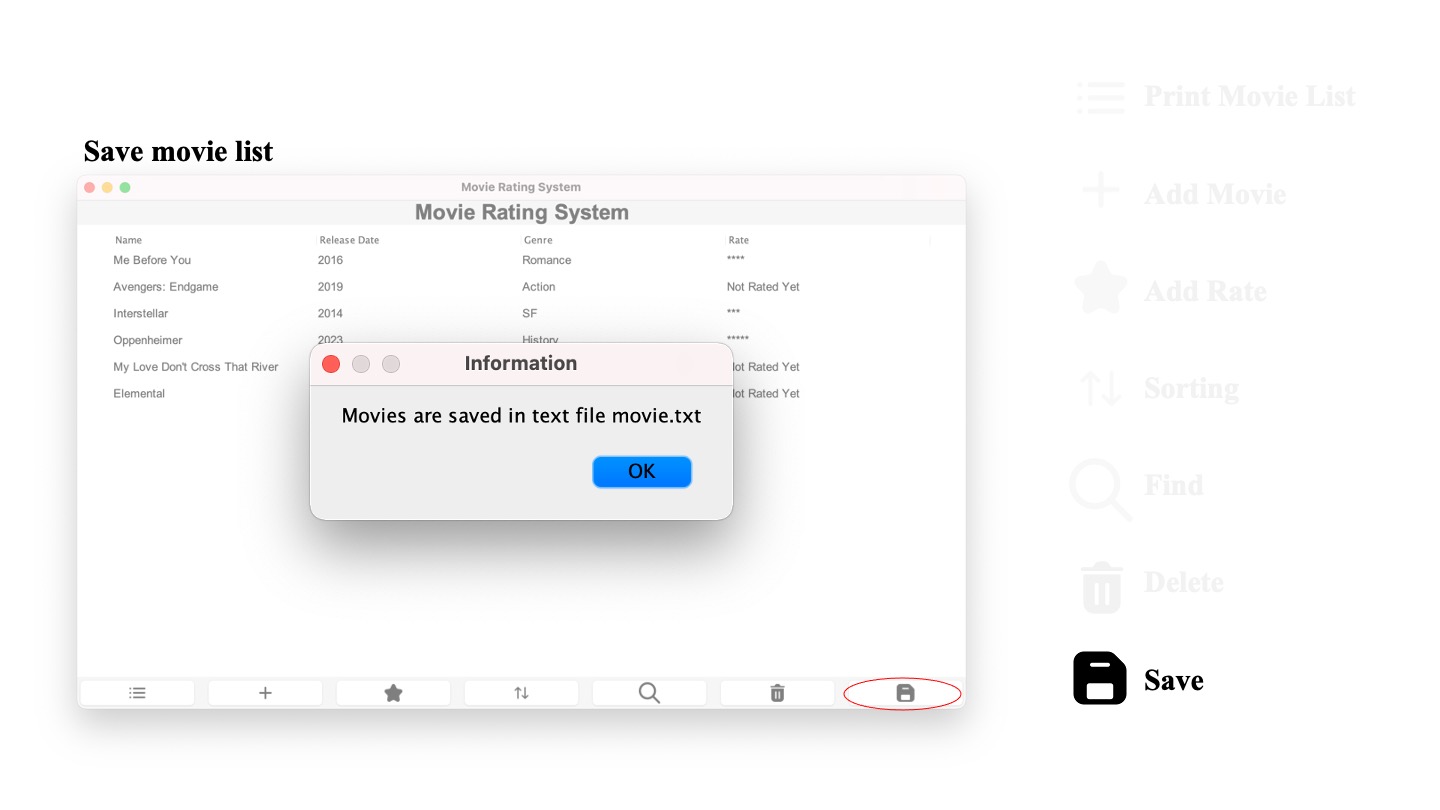 Print Movie List
Save movie list
Movie Rating System
Add Movie
Movie Rating System
Name Release Date Genre Rate
Me Before You 2016 Romance ****
Avengers: Endgame 2019 Action Not Rated Yet
Add Rate
Interstellar 2014 SF ***
Oppenheimer 2023 History *****
Information
My Love Don't Cross That River Not Rated Yet
Elemental Not Rated Yet
Sorting
Movies are saved in text file movie.txt
OK
Find
Delete
Save